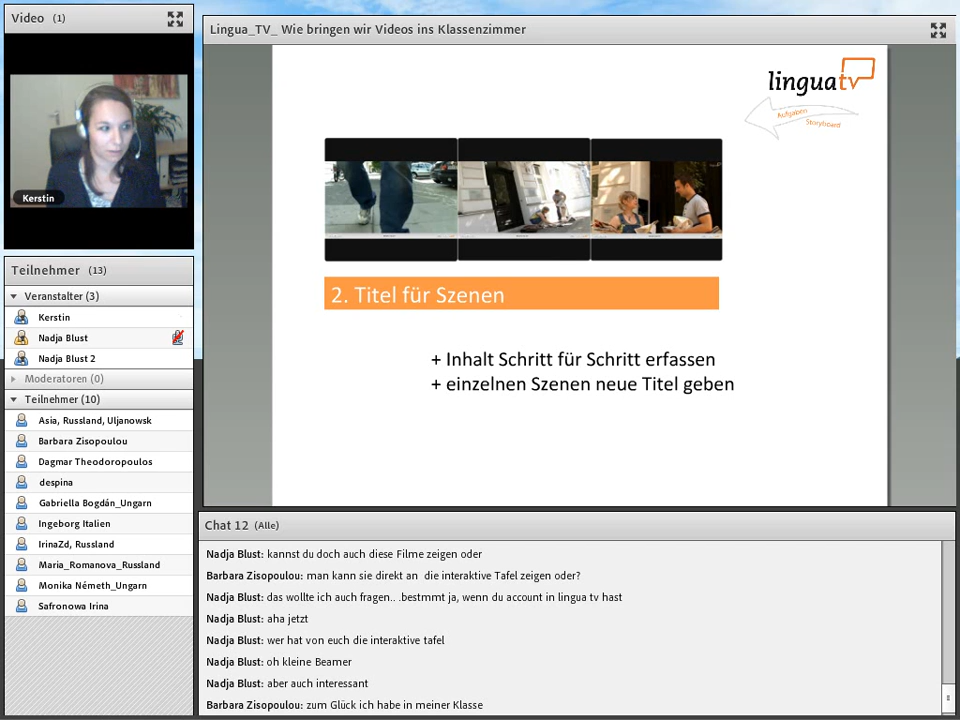 Video (1)
Kerstin
Teilnehmer (13)
Veranstalter (3)
Kerstin
Nadja Blust
Nadja Blust 2
Moderatoren (0)
Teilnehmer (10)
Asia, Russland, Uljanowsk
Barbara Zisopoulou
Dagmar Theodoropoulos
despina
Gabriella Bogdán_Ungarn
Ingeborg Italien
IrinaZd, Russland
Maria_Romanova_Russland
Monika Németh_Ungarn
Safronowa Irina
Lingua_TV_ Wie bringen wir Videos ins Klassenzimmer
linguatv
Aufgaben
Storyboard
2. Titel für Szenen
+ Inhalt Schritt für Schritt erfassen
+ einzelnen Szenen neue Titel geben
Chat 12 (Alle)
Nadja Blust: kannst du doch auch diese Filme zeigen oder
Barbara Zisopoulou: man kann sie direkt an die interaktive Tafel zeigen oder?
Nadja Blust: das wollte ich auch fragen.. .bestmmt ja, wenn du account in lingua tv hast
Nadja Blust: aha jetzt
Nadja Blust: wer hat von euch die interaktive tafel
Nadja Blust: oh kleine Beamer
Nadja Blust: aber auch interessant
Barbara Zisopoulou: zum Glück ich habe in meiner Klasse